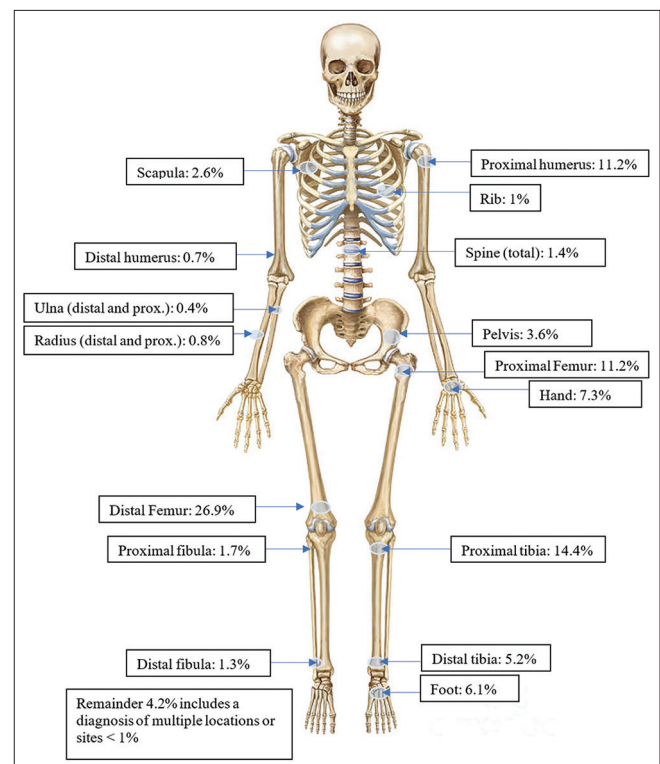 Scapula: 2.6%
Proximal humerus: 11.2%
Rib: 1%
Distal humerus: 0.7%
Spine (total): 1.4%
Ulna (distal and prox.): 0.4%
Radius (distal and prox.): 0.8%
Pelvis: 3.6%
Proximal Femur: 11.2%
Hand: 7.3%
Distal Femur: 26.9%
Proximal fibula: 1.7%
Proximal tibia: 14.4%
Distal fibula: 1.3%
Distal tibia: 5.2%
Foot: 6.1%
Remainder 4.2% includes a
diagnosis of multiple locations or
sites < 1%